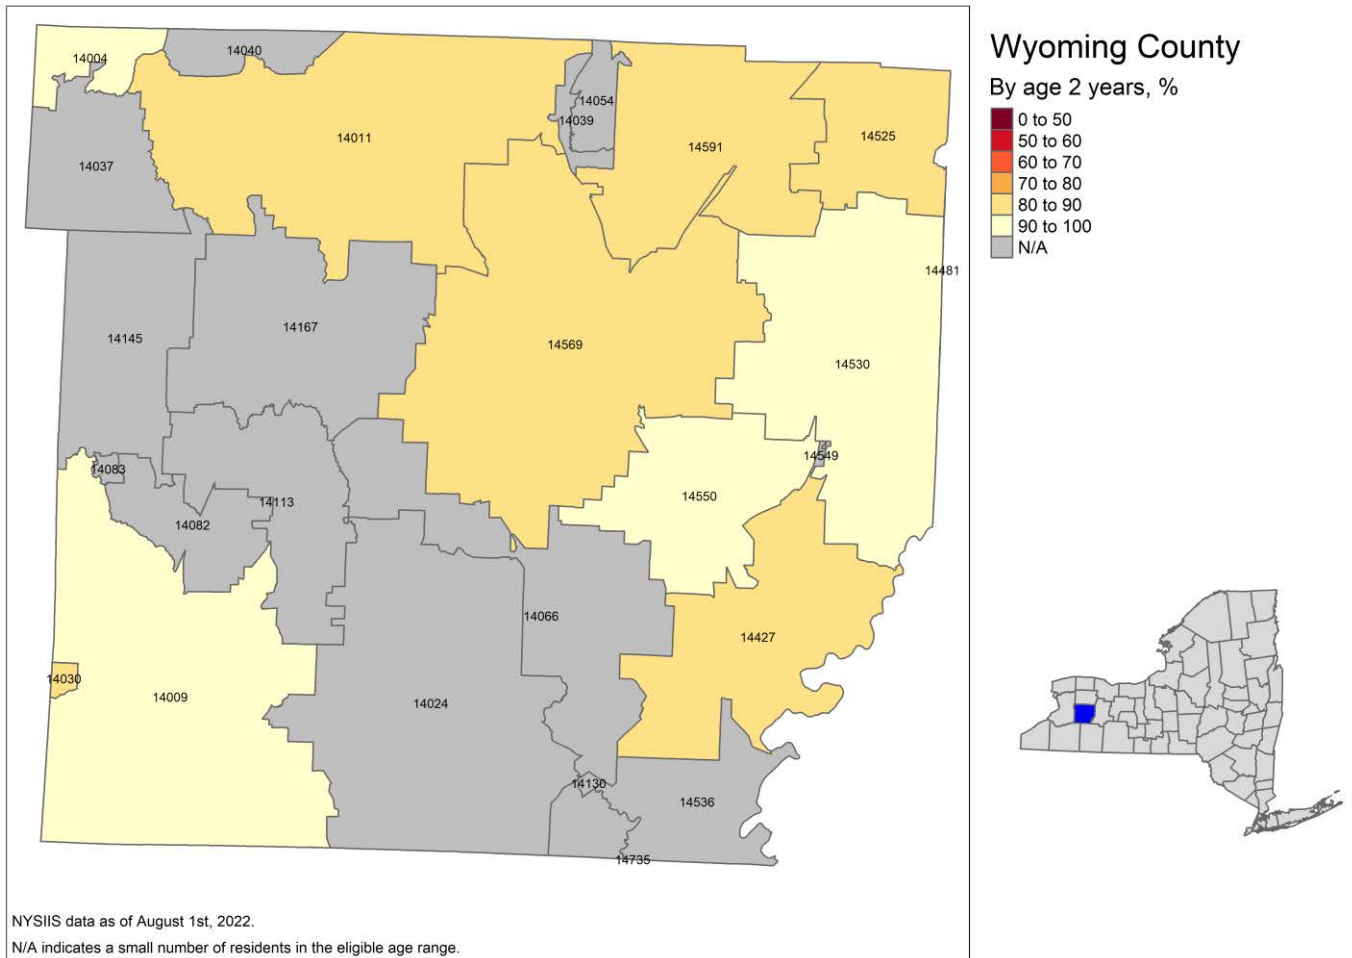 Wyoming County
By age 2 years, %
0 to 50
50 to 60
60 to 70
70 to 80
80 to 90
90 to 100
N/A
14004
14040
14054
14039
14011
14591
14525
14037
14481
14167
14145
14569
14530
14549
14083
14550
14113
14082
14066
14427
14030
14009
14024
14130
14536
14735
NYSIIS data as of August 1st, 2022.
N/A indicates a small number of residents in the eligible age range.